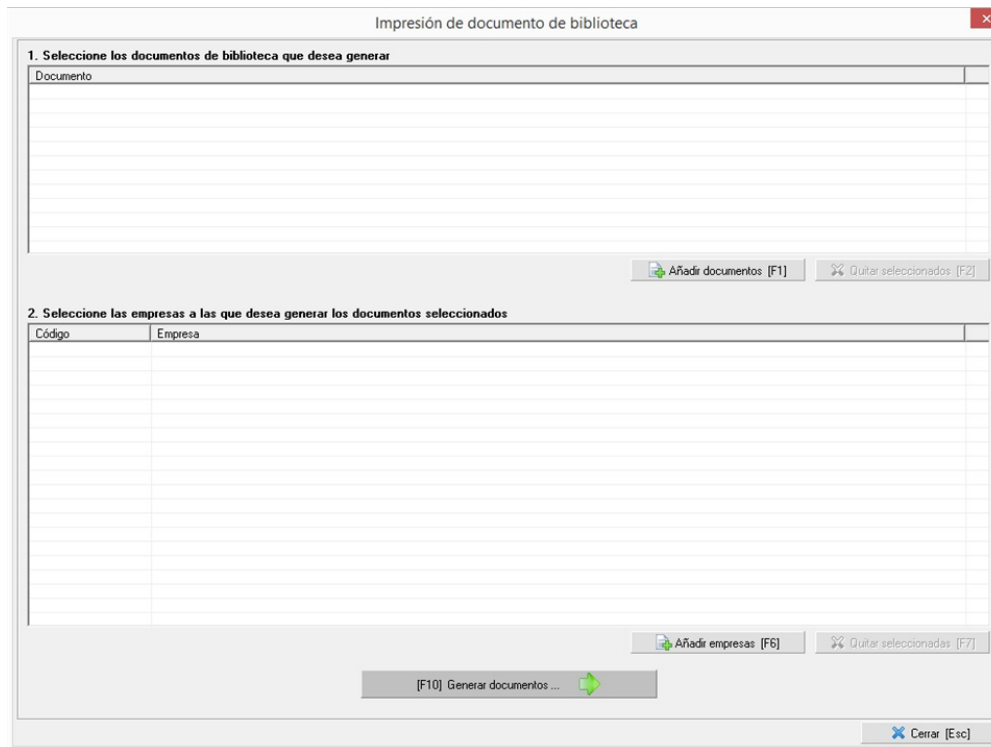 Impresión de documento de biblioteca
1. Seleccione los documentos de biblioteca que desea generar
Documento
Añadir documentos [F1] Quitar seleccionados [F2]
2. Seleccione las empresas a las que desea generar los documentos seleccionados
Código Empresa
Añadir empresas [F6] Quitar seleccionadas [F7]
[F10] Generar documentos ...
Cerrar [Esc]